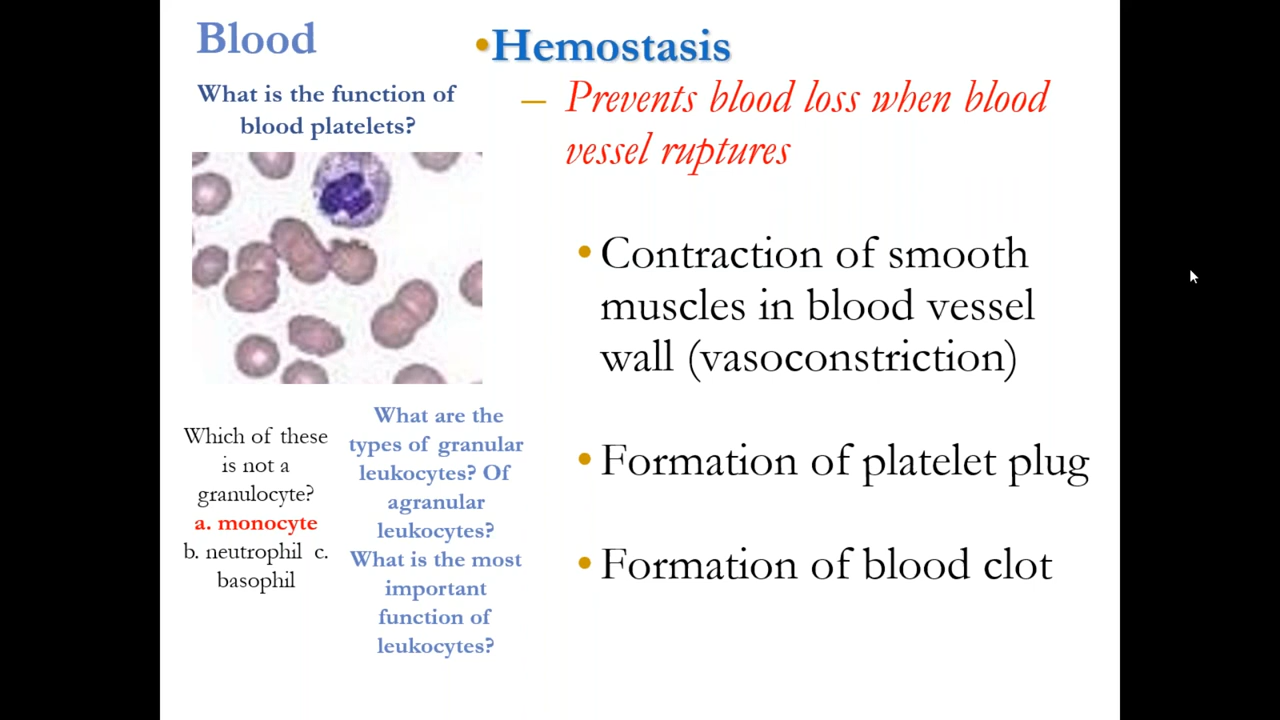 Blood
What is the function of
blood platelets?
Which of these
is not a
granulocyte?
a. monocyte
b. neutrophil c.
basophil
What are the
types of granular
leukocytes? Of
agranular
leukocytes?
What is the most
important
function of
leukocytes?
•Hemostasis
– Prevents blood loss when blood
vessel ruptures
• Contraction of smooth
muscles in blood vessel
wall (vasoconstriction)
• Formation of platelet plug
• Formation of blood clot